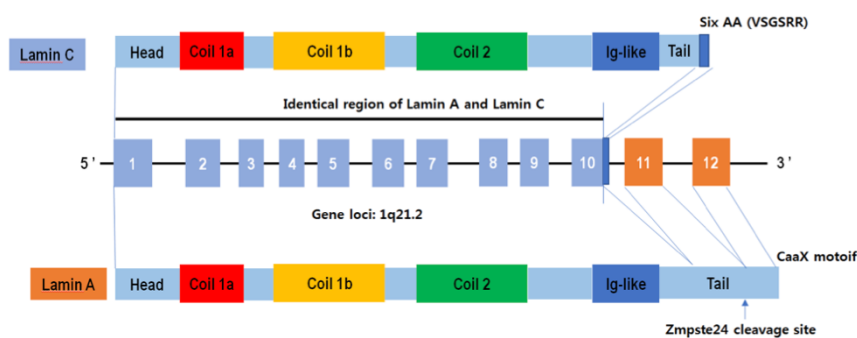 Six AA (VSGSRR)
Lamin C
Head Coil 1a Coil 1b Coil 2 Ig-like Tail
Identical region of Lamin A and Lamin C
5 ' 1 2 3 4 5 6 7 8 9 10 11 12 3 '
Gene loci: 1q21.2
CaaX motoif
Lamin A
Head Coil 1a Coil 1b Coil 2 Ig-like Tail
Zmpste24 cleavage site